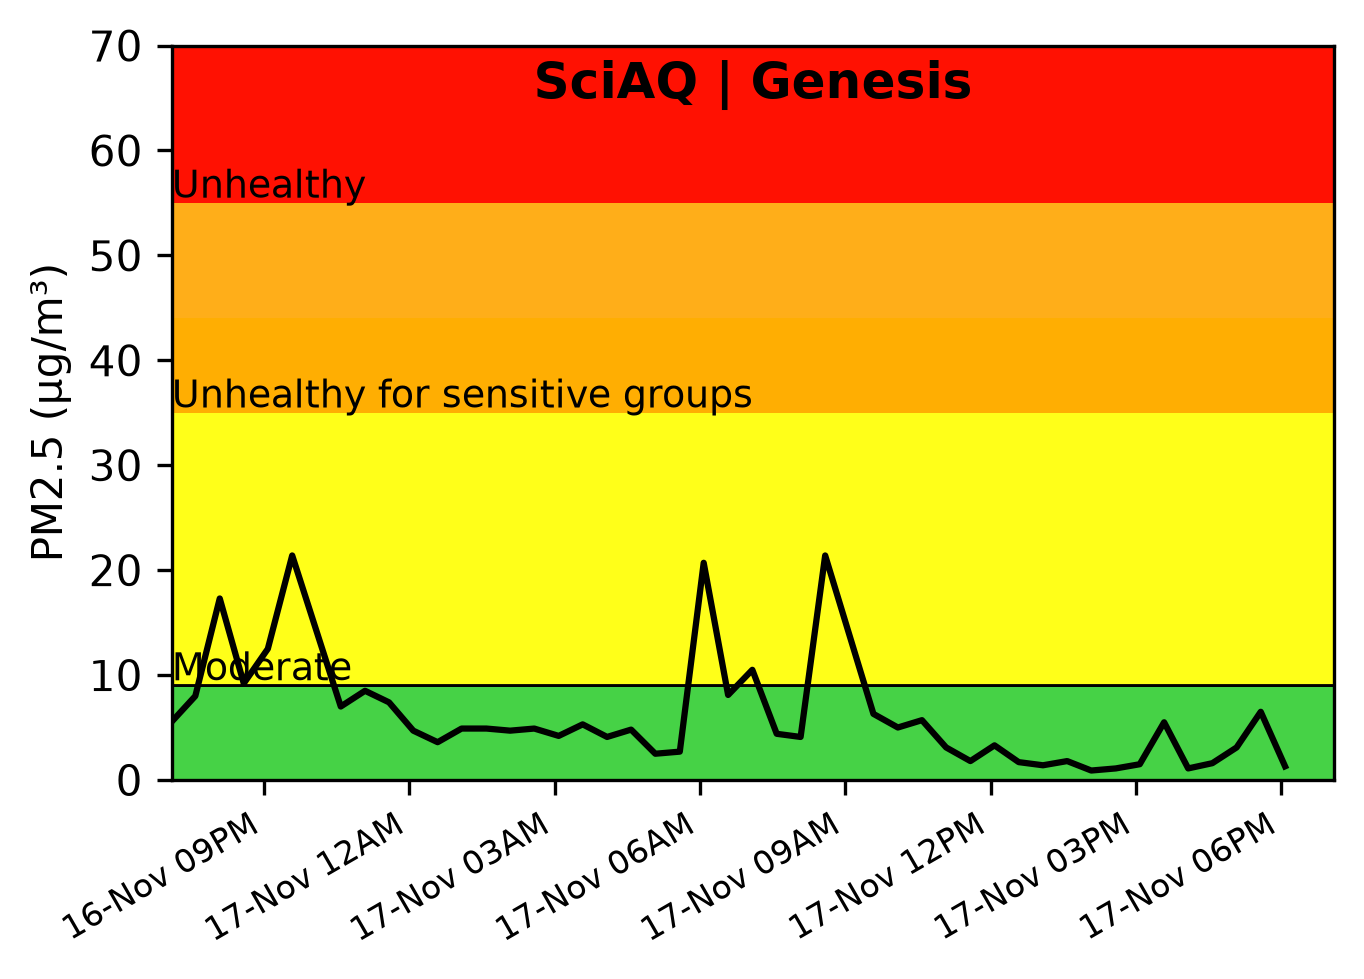 SciAQ | Genesis
PM2.5 (µg/m³)
70
60
50
40
30
20
10
0
Unhealthy
Unhealthy for sensitive groups
Moderate
16-Nov 09PM
17-Nov 12AM
17-Nov 03AM
17-Nov 06AM
17-Nov 09AM
17-Nov 12PM
17-Nov 03PM
17-Nov 06PM